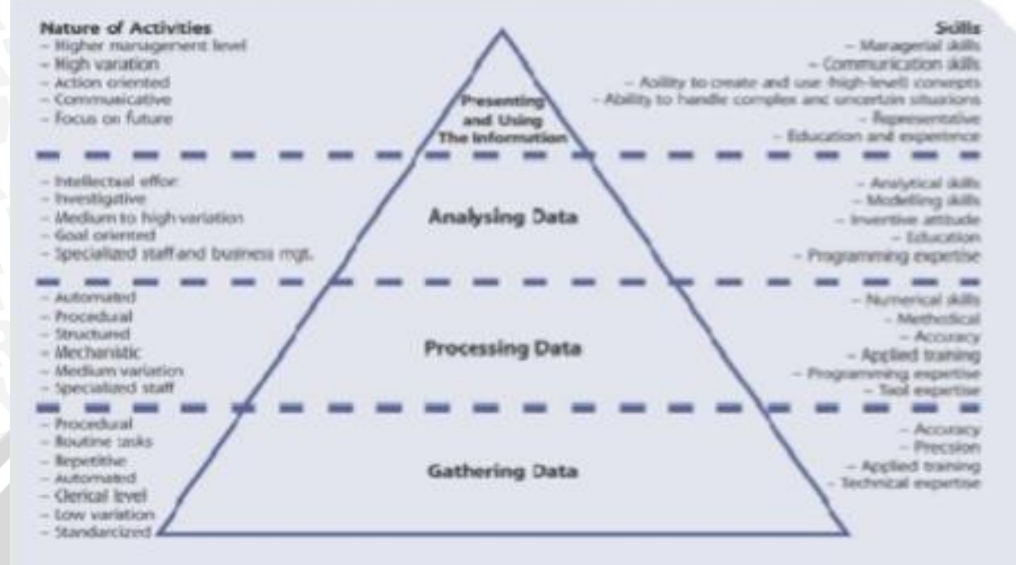 Nature of Activities
– Higher management level
– High variation
– Action oriented
– Communicative
– Focus on future
Skills
– Managerial skills
– Communication skills
– Ability to create and use (high-level) concepts
– Ability to handle complex and uncertain situations
– Representative
– Education and experience
Presenting
and Using
The Information
– Intellectual effort
– Investigative
– Medium to high variation
– Goal oriented
– Specialized staff and business mgt.
Analysing Data
– Analytical skills
– Modelling skills
– Inventive attitude
– Education
– Programming expertise
– Automated
– Procedural
– Structured
– Mechanistic
– Medium variation
– Specialized staff
Processing Data
– Numerical skills
– Methodical
– Accuracy
– Applied training
– Programming expertise
– Tool expertise
– Procedural
– Routine tasks
– Repetitive
– Automated
– Clerical level
– Low variation
– Standarcized
Gathering Data
– Accuracy
– Precsion
– Applied training
– Technical expertise